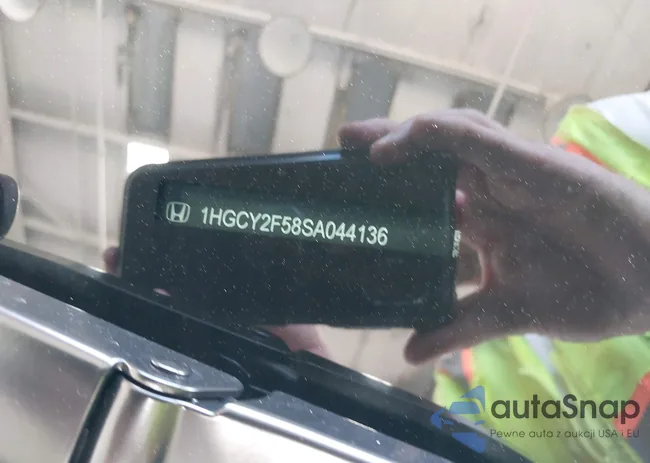 1HGCY2F58SA044136
autaSnap
Pewne auta z aukcji USA i EU